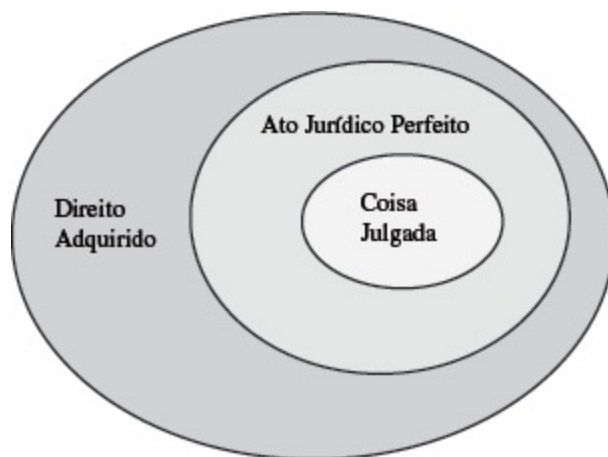 Ato Jurídico Perfeito
Coisa
Julgada
Direito
Adquirido